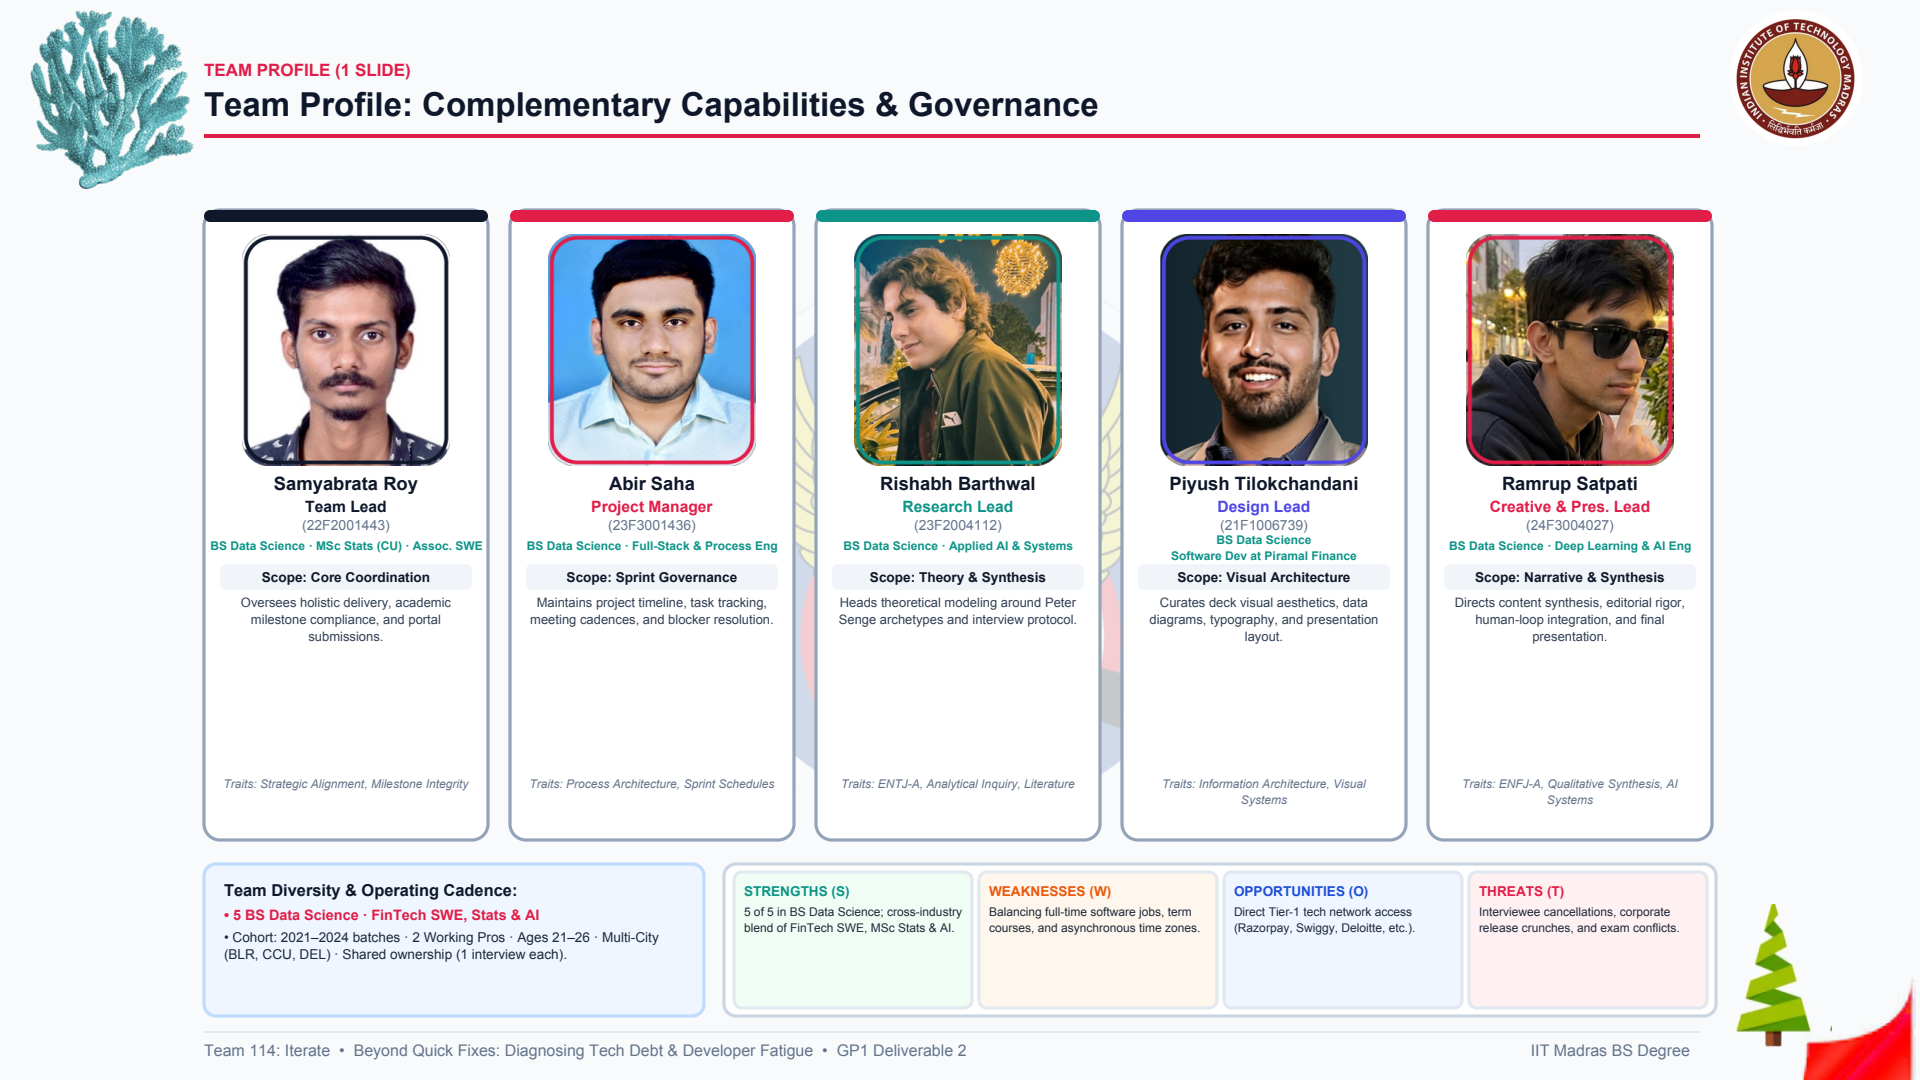 TEAM PROFILE (1 SLIDE)
Team Profile: Complementary Capabilities & Governance
INDIAN INSTITUTE OF TECHNOLOGY MADRAS
सिद्धिर्भवति कर्मजा
Samyabrata Roy
Team Lead
(22F2001443)
BS Data Science · MSc Stats (CU) · Assoc. SWE
Scope: Core Coordination
Oversees holistic delivery, academic
milestone compliance, and portal
submissions.
Traits: Strategic Alignment, Milestone Integrity
Abir Saha
Project Manager
(23F3001436)
BS Data Science · Full-Stack & Process Eng
Scope: Sprint Governance
Maintains project timeline, task tracking,
meeting cadences, and blocker resolution.
Traits: Process Architecture, Sprint Schedules
Rishabh Barthwal
Research Lead
(23F2004112)
BS Data Science · Applied AI & Systems
Scope: Theory & Synthesis
Heads theoretical modeling around Peter
Senge archetypes and interview protocol.
Traits: ENTJ-A, Analytical Inquiry, Literature
Piyush Tilokchandani
Design Lead
(21F1006739)
BS Data Science
Software Dev at Piramal Finance
Scope: Visual Architecture
Curates deck visual aesthetics, data
diagrams, typography, and presentation
layout.
Traits: Information Architecture, Visual
Systems
Ramrup Satpati
Creative & Pres. Lead
(24F3004027)
BS Data Science · Deep Learning & AI Eng
Scope: Narrative & Synthesis
Directs content synthesis, editorial rigor,
human-loop integration, and final
presentation.
Traits: ENFJ-A, Qualitative Synthesis, AI
Systems
Team Diversity & Operating Cadence:
• 5 BS Data Science · FinTech SWE, Stats & AI
• Cohort: 2021–2024 batches · 2 Working Pros · Ages 21–26 · Multi-City
(BLR, CCU, DEL) · Shared ownership (1 interview each).
STRENGTHS (S)
5 of 5 in BS Data Science; cross-industry
blend of FinTech SWE, MSc Stats & AI.
WEAKNESSES (W)
Balancing full-time software jobs, term
courses, and asynchronous time zones.
OPPORTUNITIES (O)
Direct Tier-1 tech network access
(Razorpay, Swiggy, Deloitte, etc.).
THREATS (T)
Interviewee cancellations, corporate
release crunches, and exam conflicts.
Team 114: Iterate • Beyond Quick Fixes: Diagnosing Tech Debt & Developer Fatigue • GP1 Deliverable 2
IIT Madras BS Degree